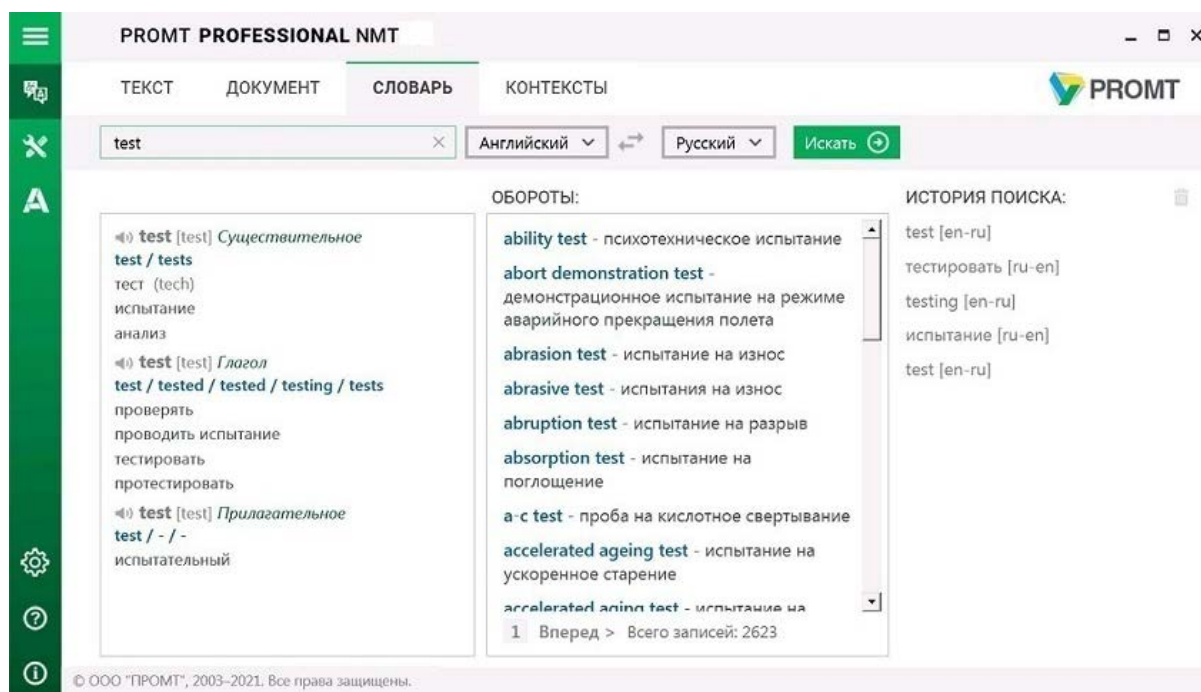 PROMT PROFESSIONAL NMT
ТЕКСТ ДОКУМЕНТ СЛОВАРЬ КОНТЕКСТЫ
PROMT
test
Английский
Русский
Искать
test [test] Существительное
test / tests
тест (tech)
испытание
анализ
test [test] Глагол
test / tested / tested / testing / tests
проверять
проводить испытание
тестировать
протестировать
test [test] Прилагательное
test / - / -
испытательный
ОБОРОТЫ:
ability test - психотехническое испытание
abort demonstration test -
демонстрационное испытание на режиме
аварийного прекращения полета
abrasion test - испытание на износ
abrasive test - испытания на износ
abruption test - испытание на разрыв
absorption test - испытание на
поглощение
a-c test - проба на кислотное свертывание
accelerated ageing test - испытание на
ускоренное старение
accelerated aging test - испытание на
1 Вперед > Всего записей: 2623
ИСТОРИЯ ПОИСКА:
test [en-ru]
тестировать [ru-en]
testing [en-ru]
испытание [ru-en]
test [en-ru]
© ООО "ПРОМТ", 2003–2021. Все права защищены.